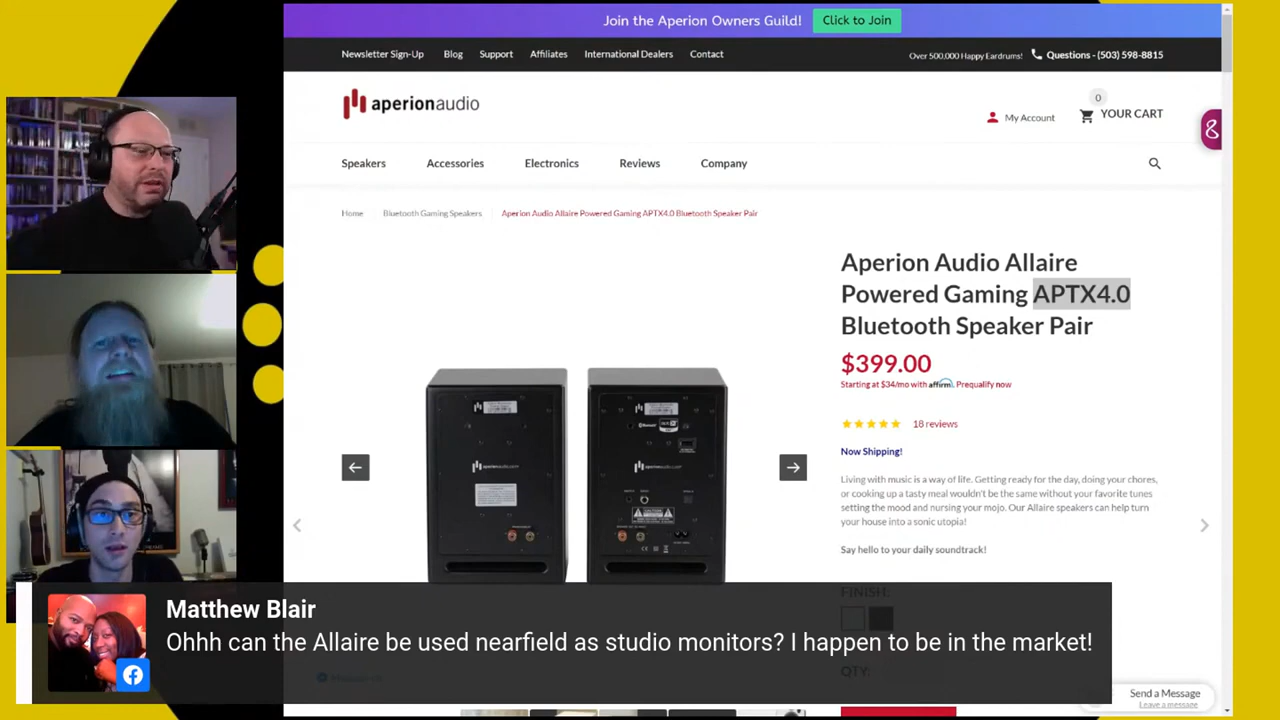 Join the Aperion Owners Guild! Click to Join
Newsletter Sign-Up Blog Support Affiliates International Dealers Contact
Over 500,000 Happy Eardrums! Questions - (503) 598-8815
aperionaudio
My Account
0
YOUR CART
Speakers Accessories Electronics Reviews Company
Home Bluetooth Gaming Speakers Aperion Audio Allaire Powered Gaming APTX4.0 Bluetooth Speaker Pair
Aperion Audio Allaire
Powered Gaming APTX4.0
Bluetooth Speaker Pair
$399.00
Starting at $34/mo with affirm. Prequalify now
18 reviews
Now Shipping!
Living with music is a way of life. Getting ready for the day, doing your chores,
or cooking up a tasty meal wouldn't be the same without your favorite tunes
setting the mood and nursing your mojo. Our Allaire speakers can help turn
your house into a sonic utopia!
Say hello to your daily soundtrack!
FINISH:
QTY:
Matthew Blair
Ohhh can the Allaire be used nearfield as studio monitors? I happen to be in the market!
Send a Message
Leave a message